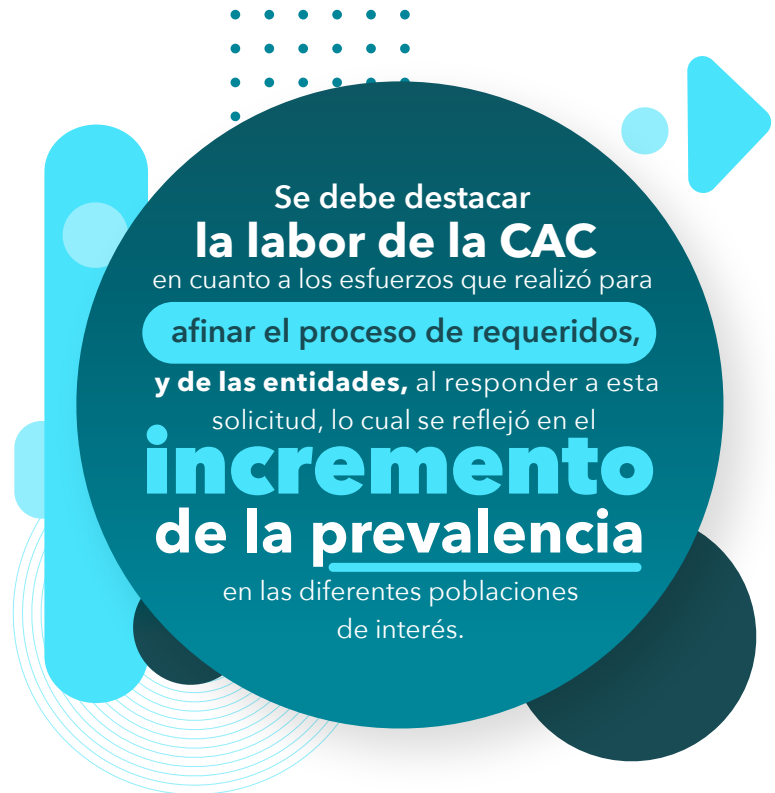 Se debe destacar
la labor de la CAC
en cuanto a los esfuerzos que realizó para
afinar el proceso de requeridos,
y de las entidades, al responder a esta
solicitud, lo cual se reflejó en el
incremento
de la prevalencia
en las diferentes poblaciones
de interés.